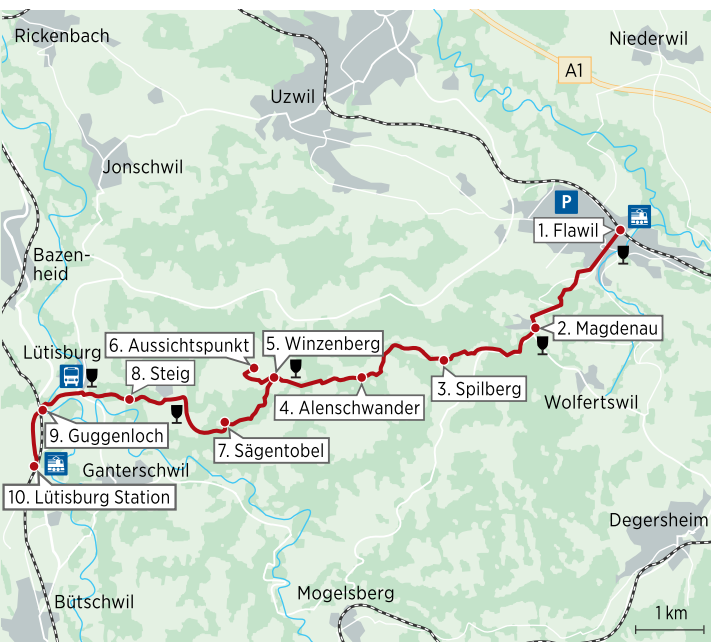 Rickenbach
Niederwil
A1
Uzwil
Jonschwil
P
1. Flawil
Bazen-
heid
2. Magdenau
5. Winzenberg
6. Aussichtspunkt
Lütisburg
8. Steig
3. Spilberg
Wolfertswil
4. Alenschwander
9. Guggenloch
7. Sägentobel
Ganterschwil
10. Lütisburg Station
Degersheim
Mogelsberg
Bütschwil
1 km